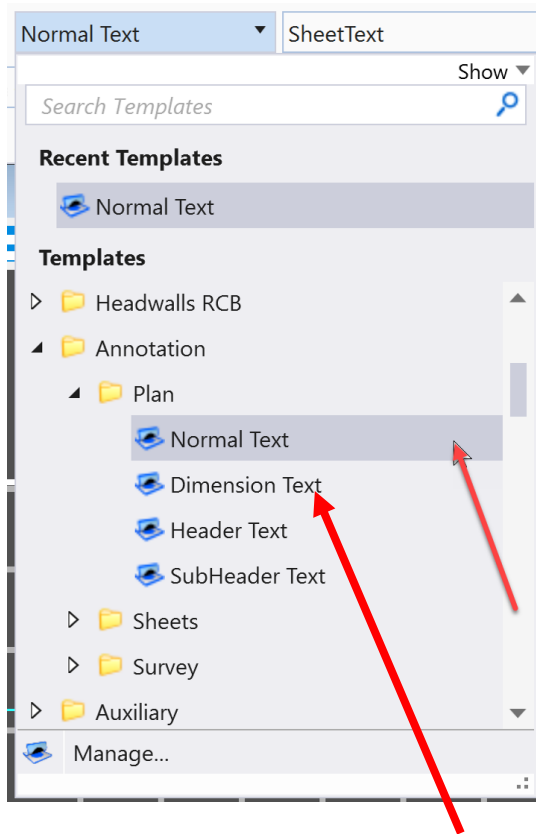 Normal Text
SheetText
Show
Search Templates
Recent Templates
Normal Text
Templates
Headwalls RCB
Annotation
Plan
Normal Text
Dimension Text
Header Text
SubHeader Text
Sheets
Survey
Auxiliary
Manage...